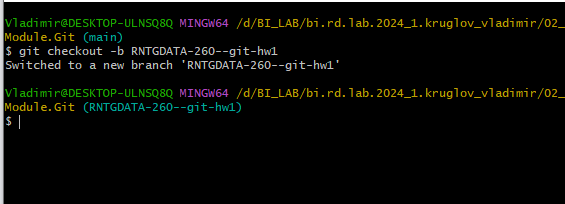 Vladimir@DESKTOP-ULNSQ8Q MINGW64 /d/BI_LAB/bi.rd.lab.2024_1.kruglov_vladimir/02_
Module.Git (main)
$ git checkout -b RNTGDATA-260--git-hw1
Switched to a new branch 'RNTGDATA-260--git-hw1'
Vladimir@DESKTOP-ULNSQ8Q MINGW64 /d/BI_LAB/bi.rd.lab.2024_1.kruglov_vladimir/02_
Module.Git (RNTGDATA-260--git-hw1)
$